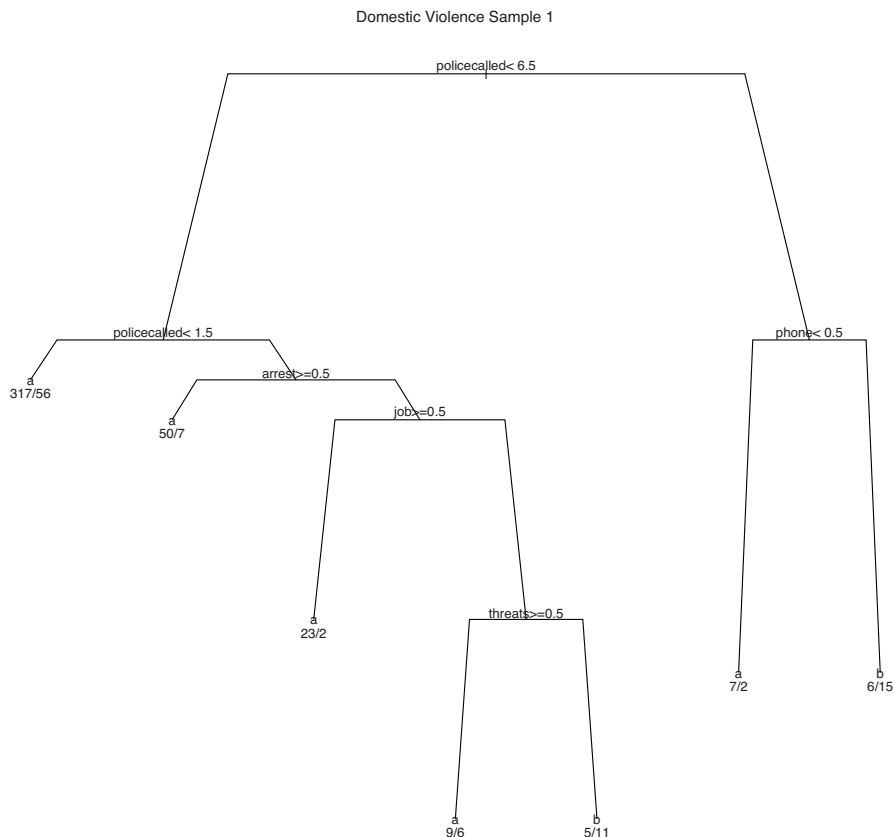 Domestic Violence Sample 1
policecalled< 6.5
policecalled< 1.5
phone< 0.5
arrest>=0.5
a
317/56
job>=0.5
a
50/7
threats>=0.5
a
23/2
a
7/2
b
6/15
a
9/6
b
5/11